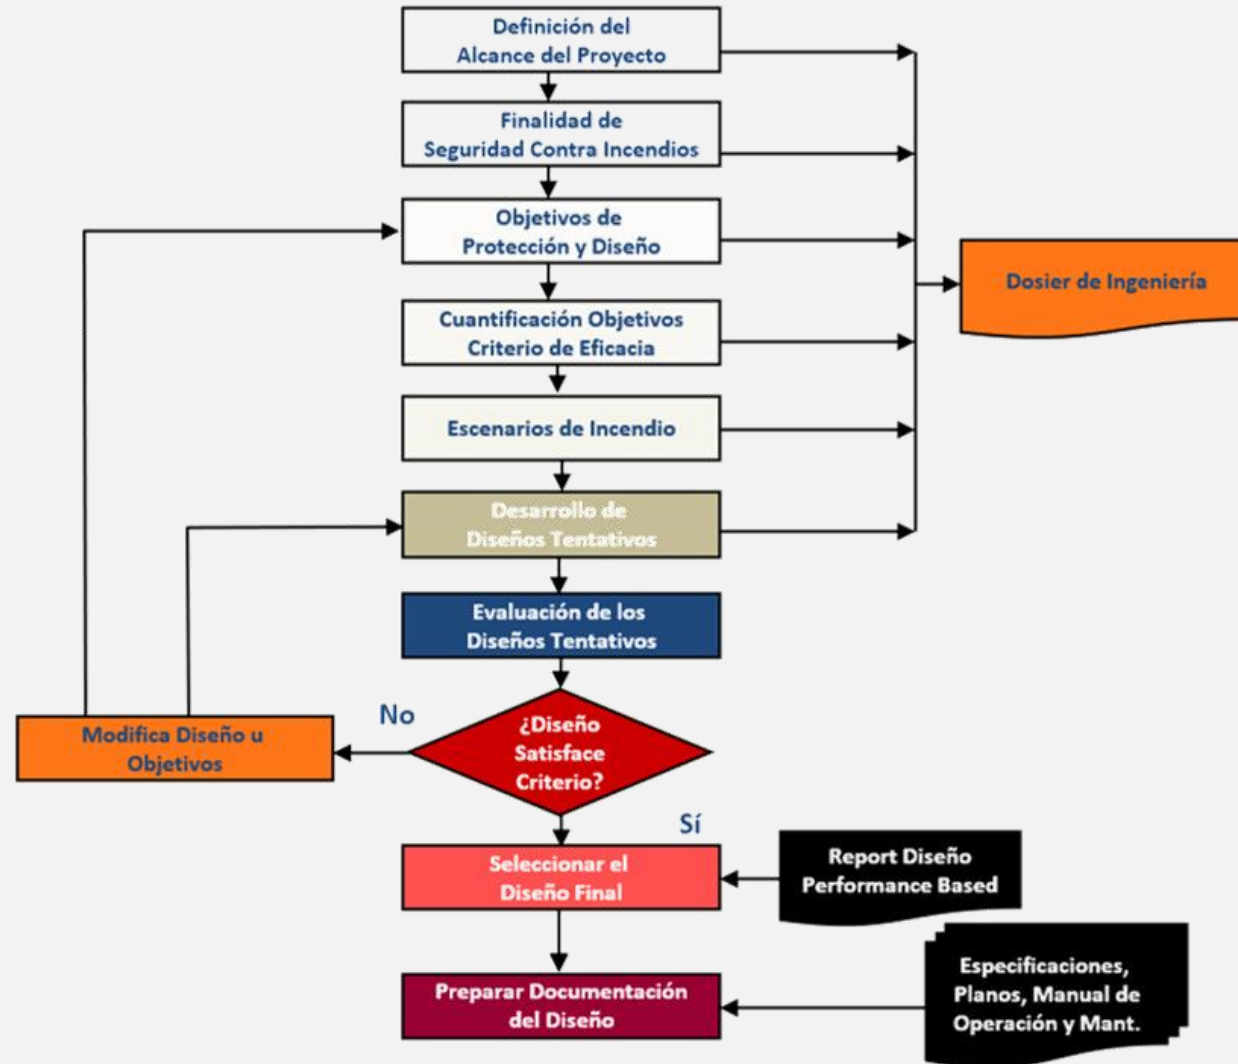 Definición del
Alcance del Proyecto
Finalidad de
Seguridad Contra Incendios
Objetivos de
Protección y Diseño
Dosier de Ingeniería
Cuantificación Objetivos
Criterio de Eficacia
Escenarios de Incendio
Desarrollo de
Diseños Tentativos
Evaluación de los
Diseños Tentativos
No
¿Diseño
Satisface
Criterio?
Modifica Diseño u
Objetivos
Sí
Seleccionar el
Diseño Final
Report Diseño
Performance Based
Preparar Documentación
del Diseño
Especificaciones,
Planos, Manual de
Operación y Mant.